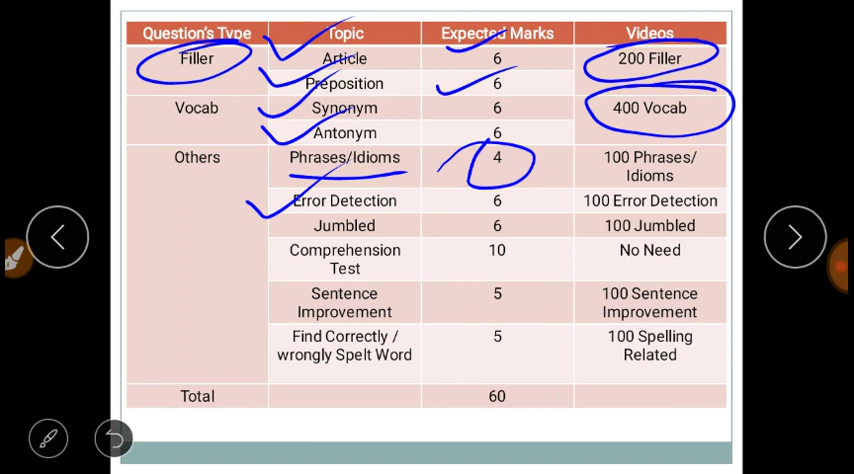 Question's Type Topic Expected Marks Videos
Filler Article 6 200 Filler
Preposition 6
Vocab Synonym 6 400 Vocab
Antonym 6
Others Phrases/Idioms 4 100 Phrases/
Idioms
Error Detection 6 100 Error Detection
Jumbled 6 100 Jumbled
Comprehension 10 No Need
Test
Sentence 5 100 Sentence
Improvement Improvement
Find Correctly / 5 100 Spelling
wrongly Spelt Word Related
Total 60